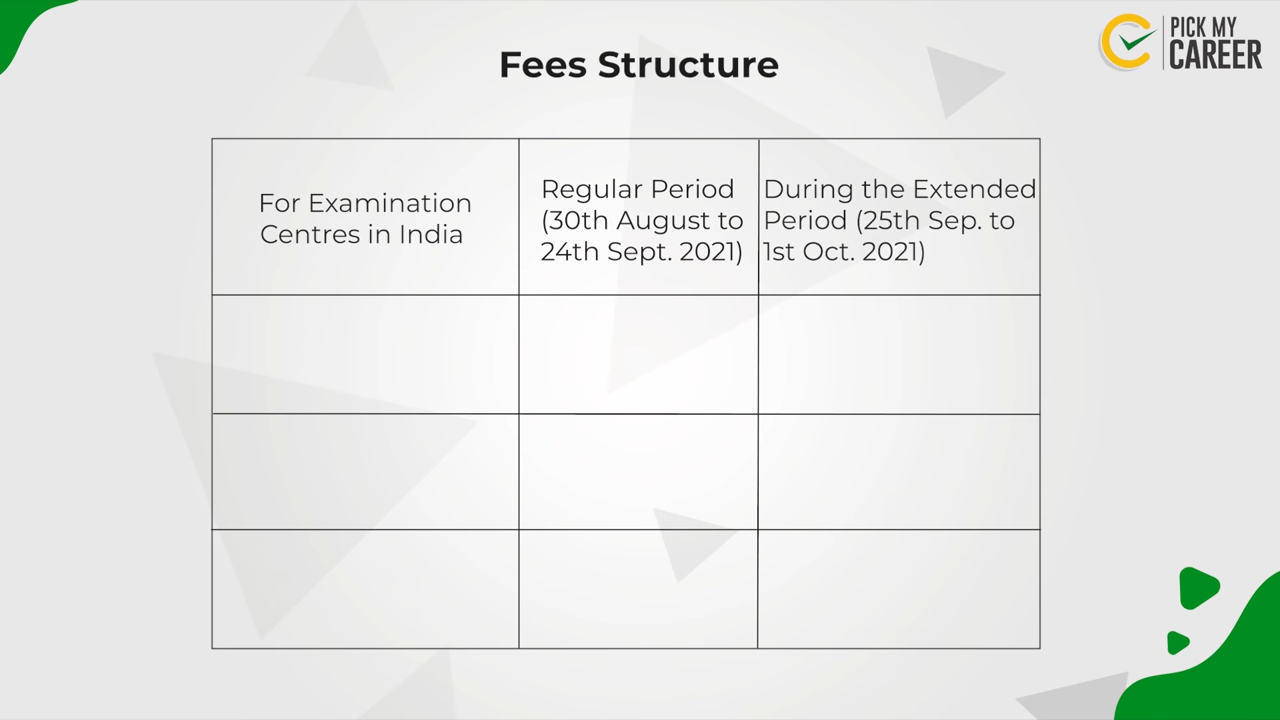 PICK MY
CAREER
Fees Structure
For Examination
Centres in India
Regular Period
(30th August to
24th Sept. 2021)
During the Extended
Period (25th Sep. to
1st Oct. 2021)